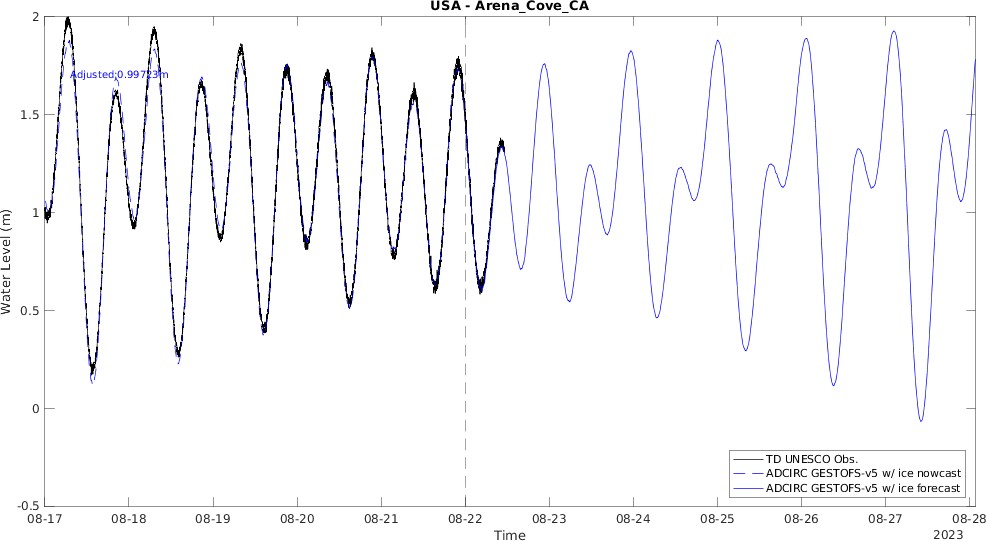 USA - Arena_Cove_CA
2
Adjusted:0.99723m
1.5
1
Water Level (m)
0.5
0
-0.5
TD UNESCO Obs.
ADCIRC GESTOFS-v5 w/ ice nowcast
ADCIRC GESTOFS-v5 w/ ice forecast
08-17 08-18 08-19 08-20 08-21 08-22 08-23 08-24 08-25 08-26 08-27 08-28
Time
2023